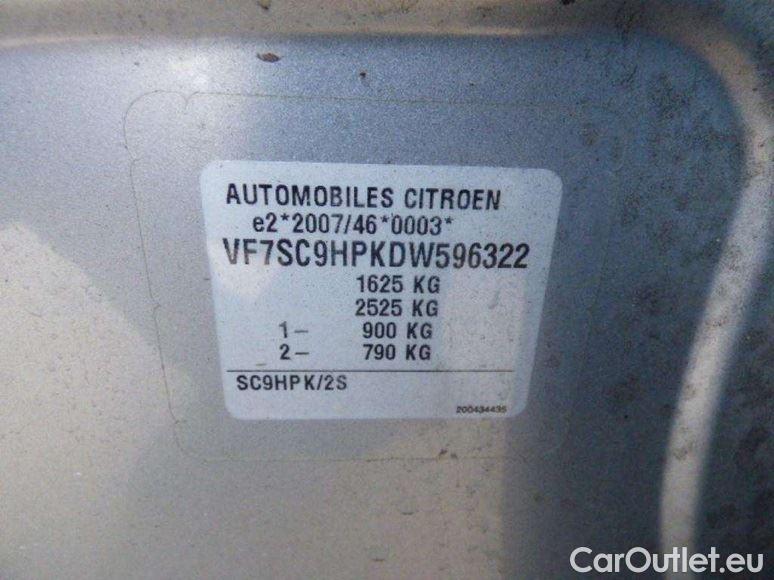 AUTOMOBILES CITROEN
e2*2007/46*0003*
VF7SC9HPKDW596322
1625 KG
2525 KG
1- 900 KG
2- 790 KG
SC9HPK/2S
200434435
CarOutlet.eu